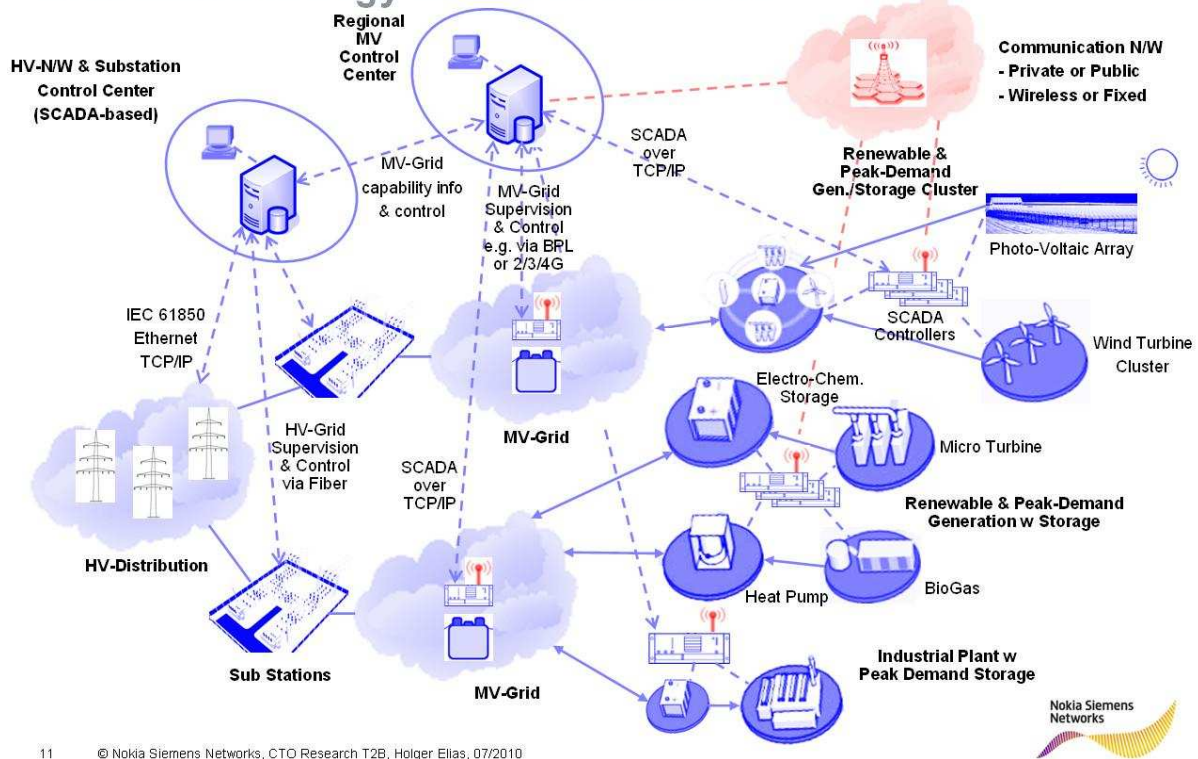 gy
Regional
MV
Control
Center
HV-N/W & Substation
Control Center
(SCADA-based)
Communication N/W
- Private or Public
- Wireless or Fixed
MV-Grid
capability info
& control
MV-Grid
Supervision
& Control
e.g. via BPL
or 2/3/4G
SCADA
over
TCP/IP
Renewable &
Peak-Demand
Gen./Storage Cluster
Photo-Voltaic Array
IEC 61850
Ethernet
TCP/IP
SCADA
Controllers
Wind Turbine
Cluster
Electro-Chem.
Storage
MV-Grid
HV-Grid
Supervision
& Control
via Fiber
SCADA
over
TCP/IP
Micro Turbine
Renewable & Peak-Demand
Generation w Storage
HV-Distribution
Heat Pump
BioGas
Sub Stations
MV-Grid
Industrial Plant w
Peak Demand Storage
Nokia Siemens
Networks
11 © Nokia Siemens Networks, CTO Research T2B, Holger Elias, 07/2010